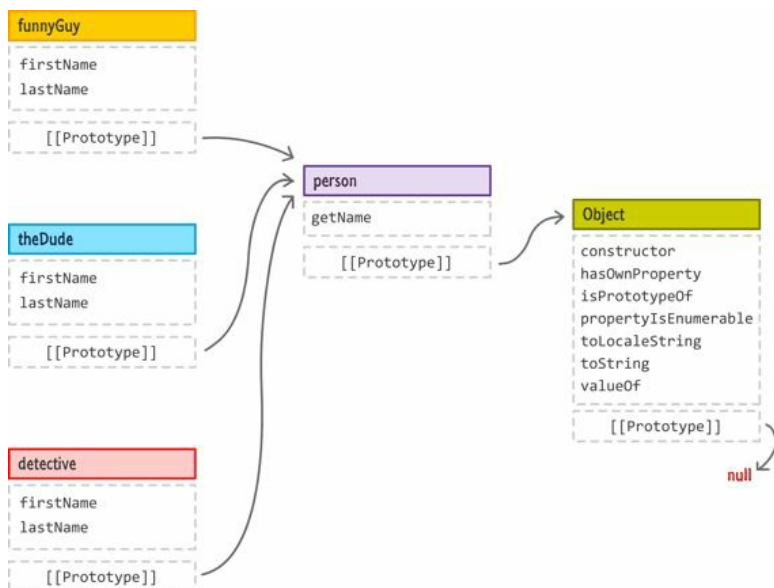 funnyGuy
firstName
lastName
[[Prototype]]
person
getName
[[Prototype]]
theDude
firstName
lastName
[[Prototype]]
Object
constructor
hasOwnProperty
isPrototypeOf
propertyIsEnumerable
toLocaleString
toString
valueOf
[[Prototype]]
null
detective
firstName
lastName
[[Prototype]]